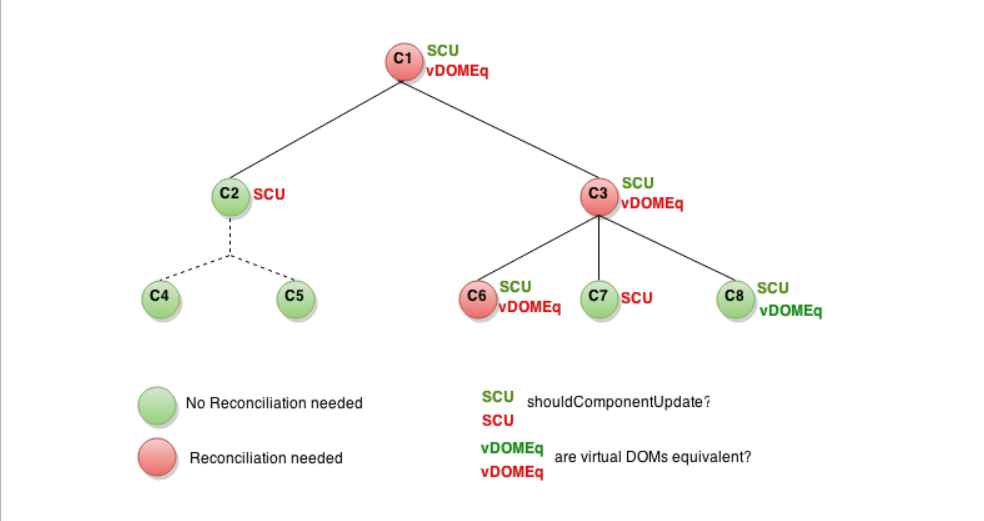 C1 SCU
vDOMEq
C2 SCU
C3 SCU
vDOMEq
C4
C5
C6 SCU
vDOMEq
C7 SCU
C8 SCU
vDOMEq
No Reconciliation needed
Reconciliation needed
SCU shouldComponentUpdate?
SCU
vDOMEq
are virtual DOMs equivalent?
vDOMEq